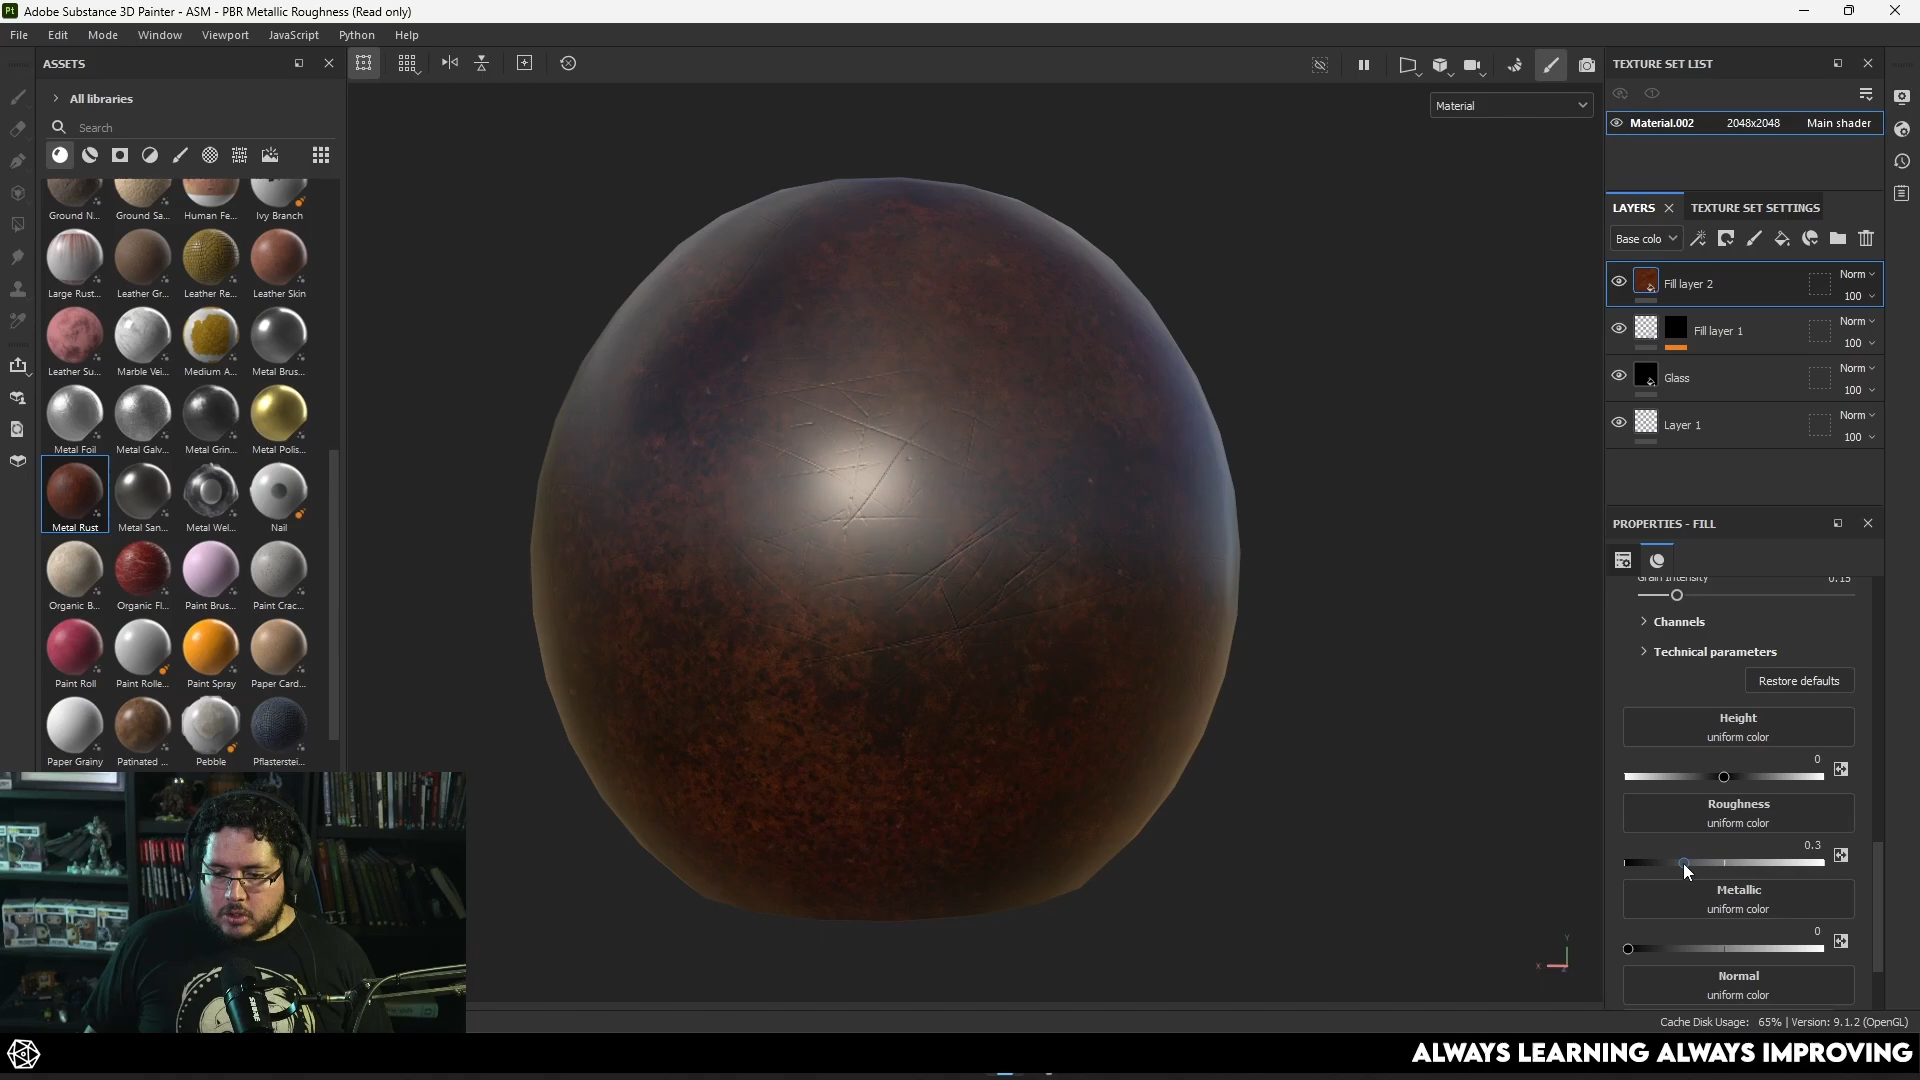 Pt Adobe Substance 3D Painter - ASM - PBR Metallic Roughness (Read only)
File Edit Mode Window Viewport JavaScript Python Help
ASSETS
All libraries
Search
Ground N... Ground Sa... Human Fe... Ivy Branch
Large Rust... Leather Gr... Leather Re... Leather Skin
Leather Su... Marble Vei... Medium A... Metal Brus...
Metal Foil Metal Galv... Metal Grin... Metal Polis...
Metal Rust Metal San... Metal Wel... Nail
Organic B... Organic Fl... Paint Brus... Paint Crac...
Paint Roll Paint Rolle... Paint Spray Paper Card...
Paper Grainy Patinated ... Pebble Pflasterstei...
Material
TEXTURE SET LIST
Material.002 2048x2048 Main shader
LAYERS TEXTURE SET SETTINGS
Base colo
Fill layer 2 Norm
100
Fill layer 1 Norm
100
Glass Norm
100
Layer 1 Norm
100
PROPERTIES - FILL
Grain Intensity 0.15
Channels
Technical parameters
Restore defaults
Height
uniform color
0
Roughness
uniform color
0.3
Metallic
uniform color
0
Normal
uniform color
Y
X
Cache Disk Usage: 65% | Version: 9.1.2 (OpenGL)
ALWAYS LEARNING ALWAYS IMPROVING